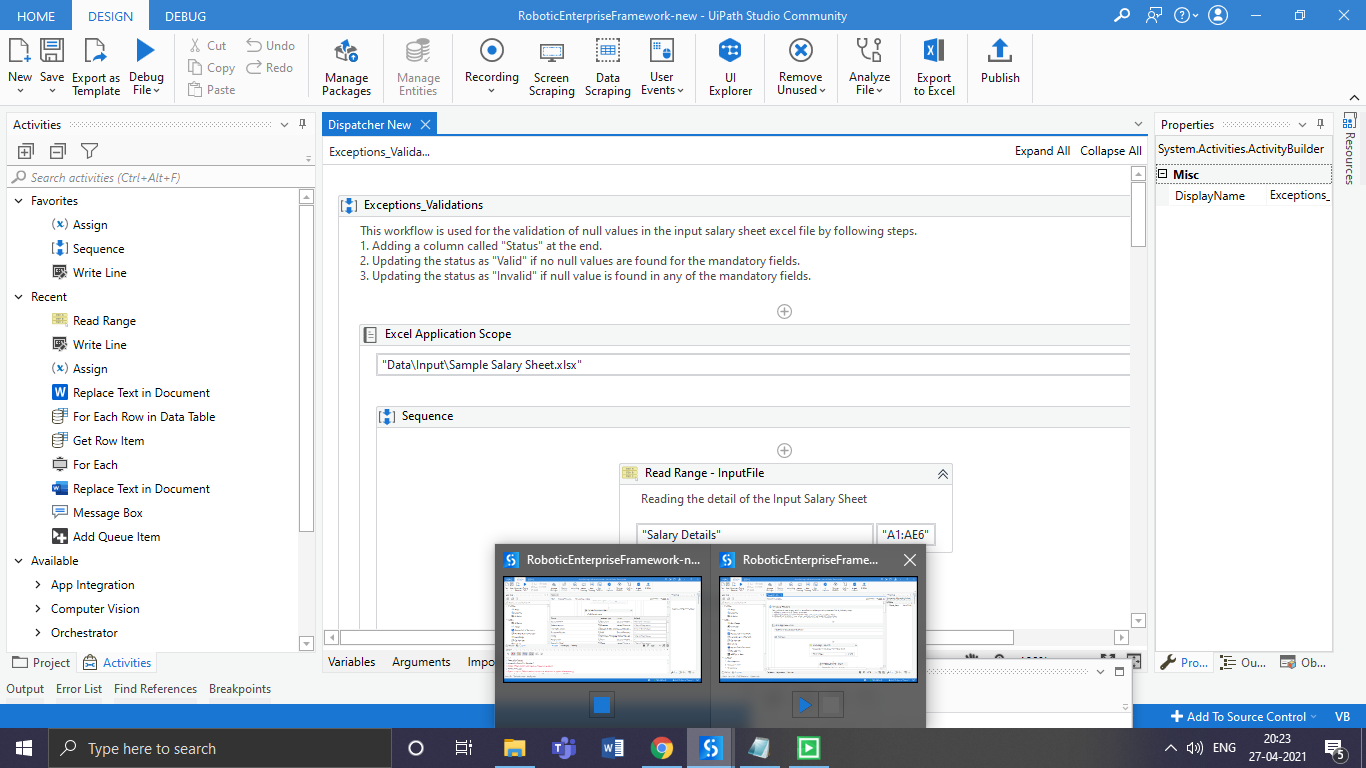 HOME DESIGN DEBUG RoboticEnterpriseFramework-new - UiPath Studio Community
New Save Export as Template Debug File
Cut Undo
Copy Redo
Paste
Manage Packages Manage Entities Recording Screen Scraping Data Scraping User Events UI Explorer Remove Unused Analyze File Export to Excel Publish
Activities
Search activities (Ctrl+Alt+F)
Favorites
Assign
Sequence
Write Line
Recent
Read Range
Write Line
Assign
Replace Text in Document
For Each Row in Data Table
Get Row Item
For Each
Replace Text in Document
Message Box
Add Queue Item
Available
App Integration
Computer Vision
Orchestrator
Project Activities
Output Error List Find References Breakpoints
Dispatcher New
Exceptions_Valida... Expand All Collapse All
Exceptions_Validations
This workflow is used for the validation of null values in the input salary sheet excel file by following steps.
1. Adding a column called "Status" at the end.
2. Updating the status as "Valid" if no null values are found for the mandatory fields.
3. Updating the status as "Invalid" if null value is found in any of the mandatory fields.
Excel Application Scope
"Data\Input\Sample Salary Sheet.xlsx"
Sequence
Read Range - InputFile
Reading the detail of the Input Salary Sheet
"Salary Details" "A1:AE6"
RoboticEnterpriseFramework-n... RoboticEnterpriseFrame...
Variables Arguments Impo
Properties
System.Activities.ActivityBuilder
Misc
DisplayName Exceptions_
Resources
Pro... Ou... Ob...
Add To Source Control VB
Type here to search
ENG 20:23
27-04-2021
5